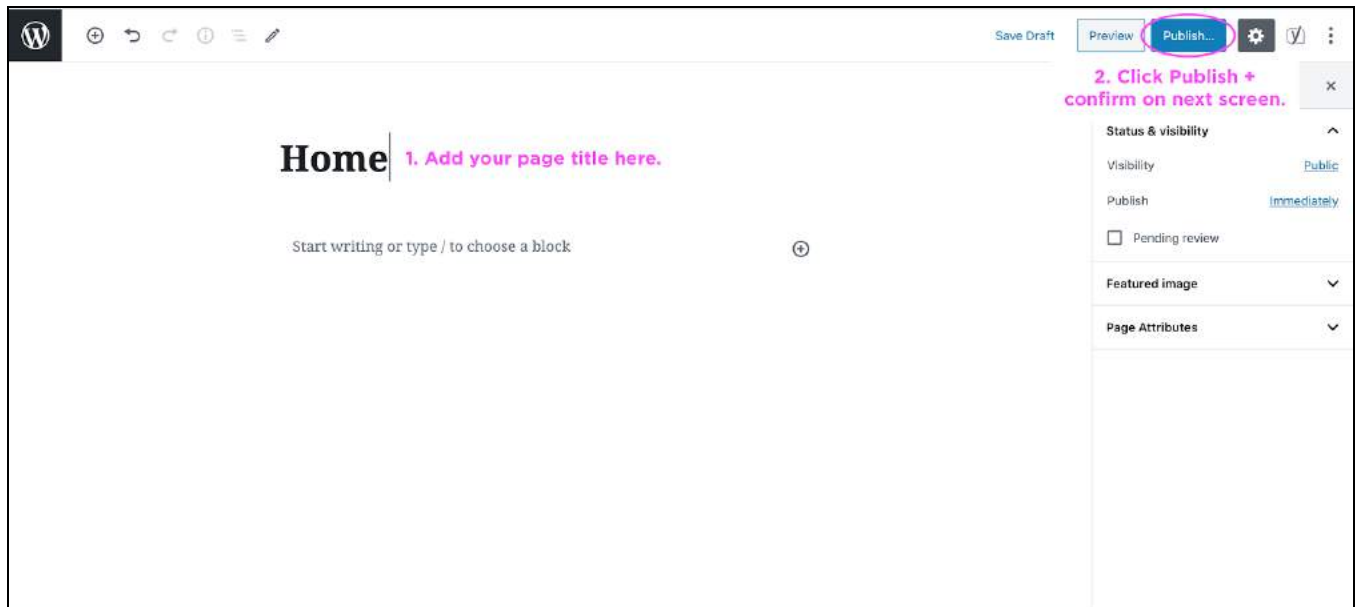 Save Draft
Preview
Publish...
2. Click Publish +
confirm on next screen.
Home
1. Add your page title here.
Start writing or type / to choose a block
Status & visibility
Visibility
Public
Publish
Immediately
Pending review
Featured image
Page Attributes